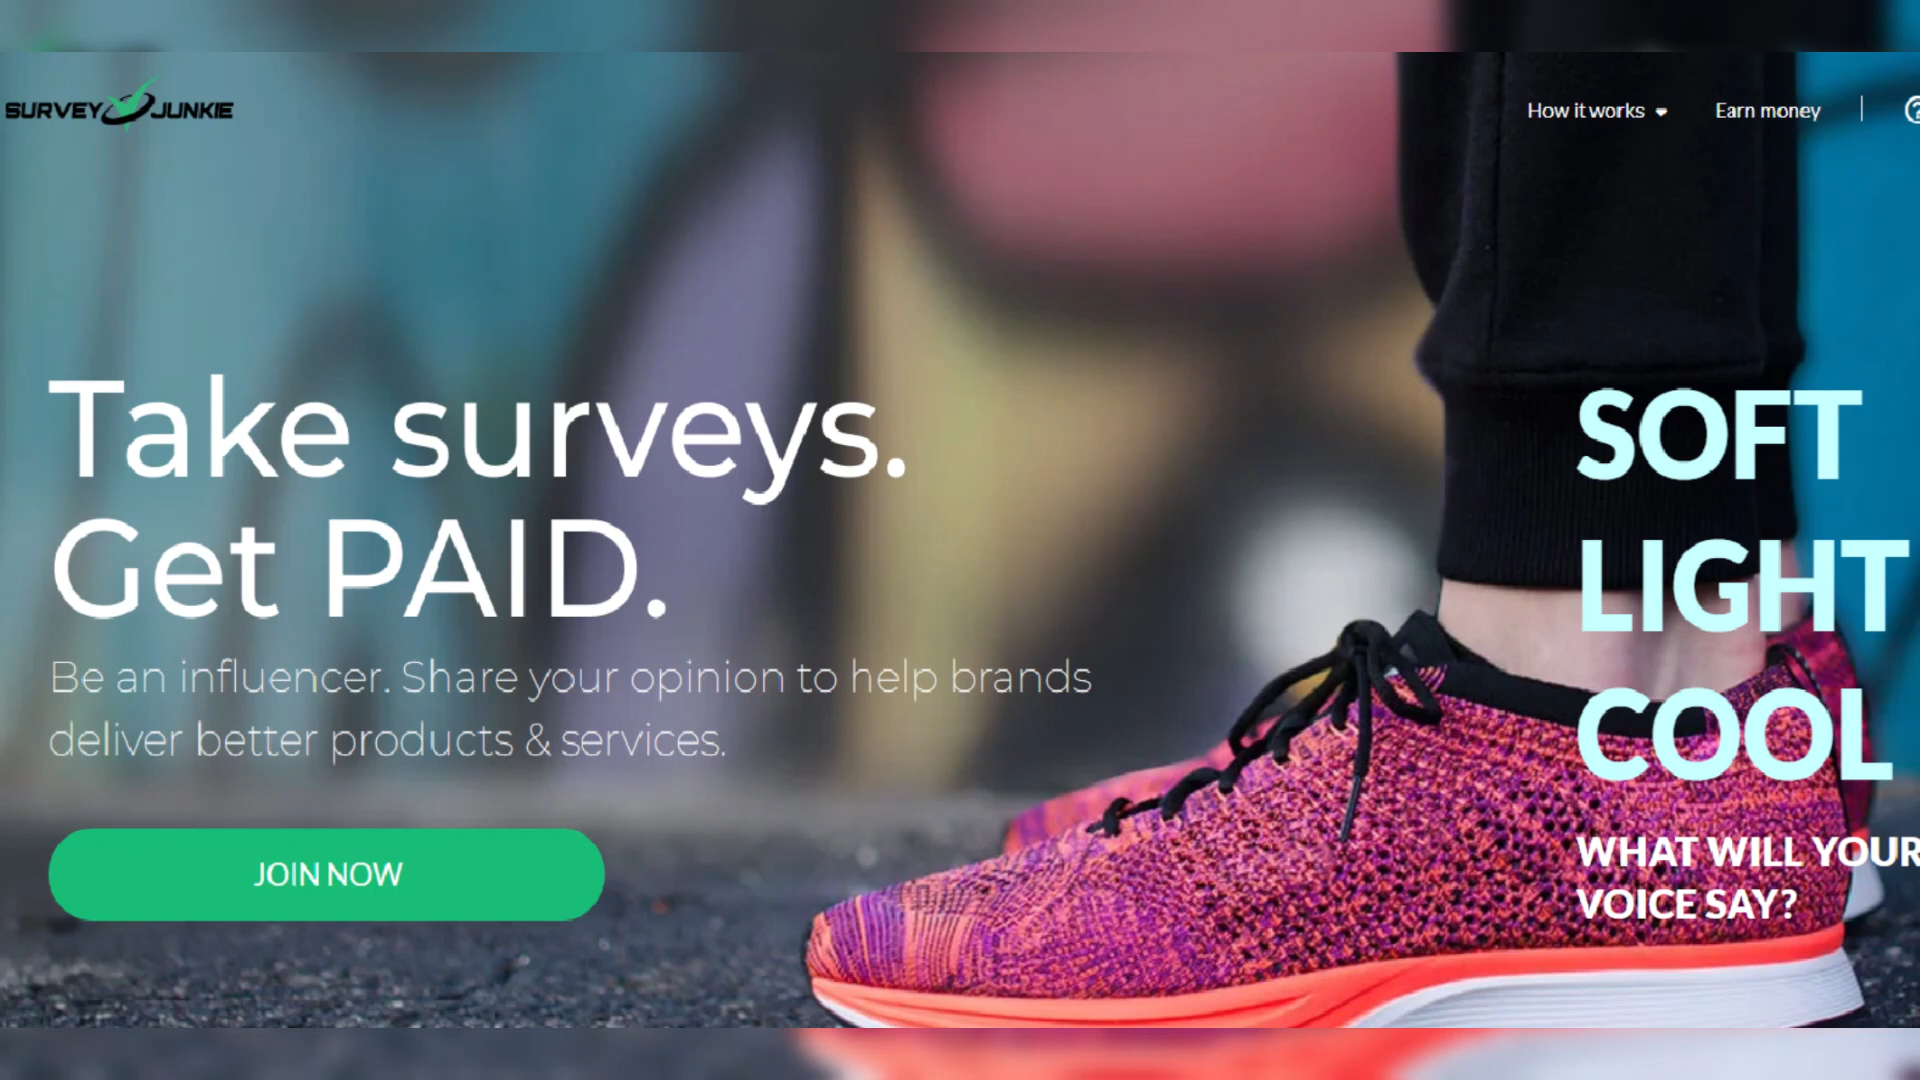 SURVEY JUNKIE
How it works
Earn money
Take surveys.
Get PAID.
Be an influencer. Share your opinion to help brands
deliver better products & services.
JOIN NOW
SOFT
LIGHT
COOL
WHAT WILL YOUR
VOICE SAY?